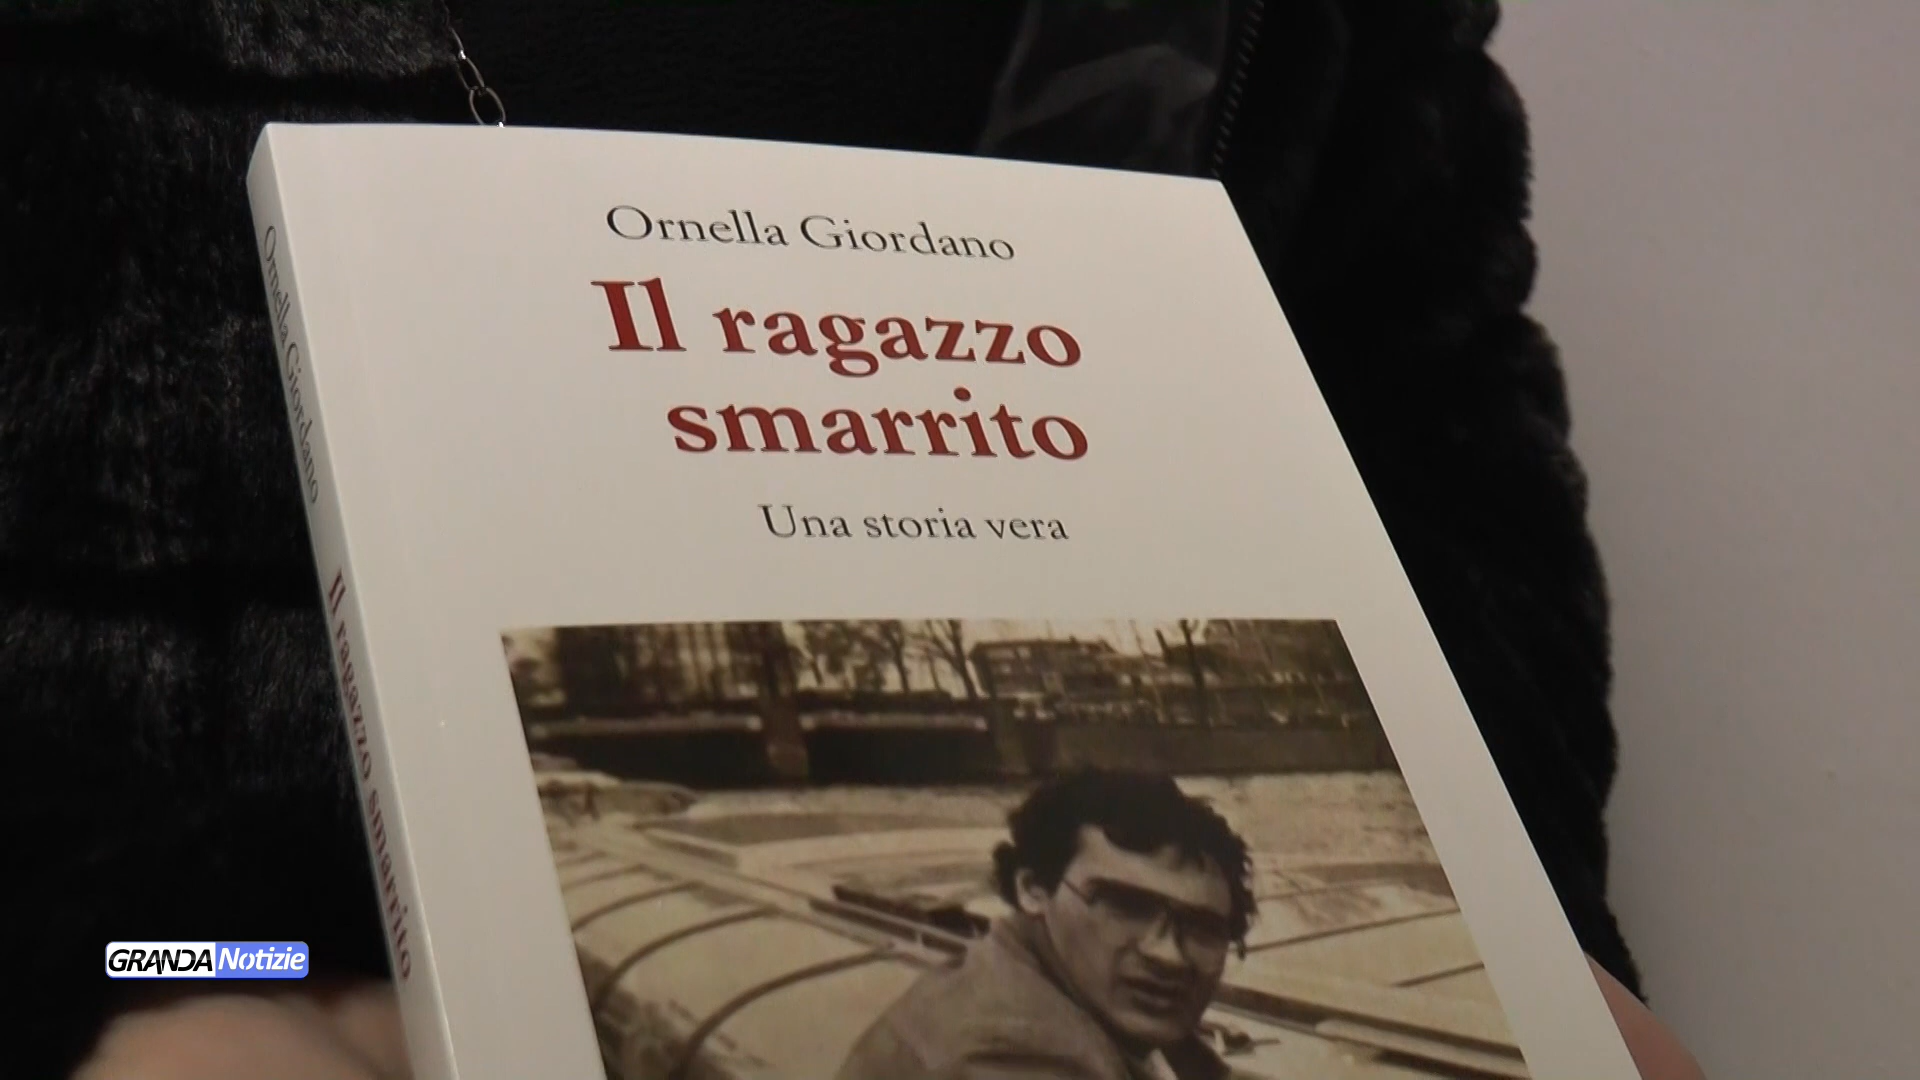 Ornella Giordano
Il ragazzo
smarrito
Una storia vera
Ornella Giordano
Il ragazzo smarrito
GRANDA Notizie